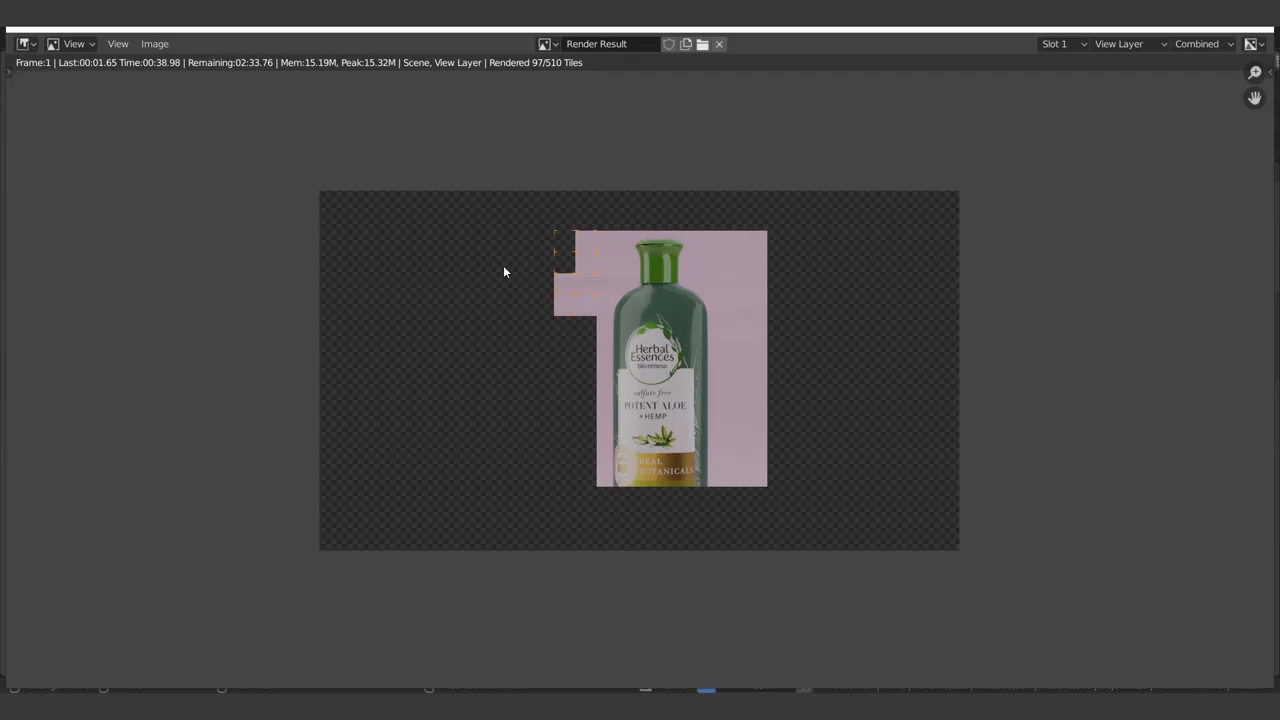 View
View
Image
Render Result
Slot 1
View Layer
Combined
Frame:1 | Last:00:01.65 Time:00:38.98 | Remaining:02:33.76 | Mem:15.19M, Peak:15.32M | Scene, View Layer | Rendered 97/510 Tiles
Herbal
Essences
bio:renew
sulfate free
POTENT ALOE
+ HEMP
REAL
BOTANICALS